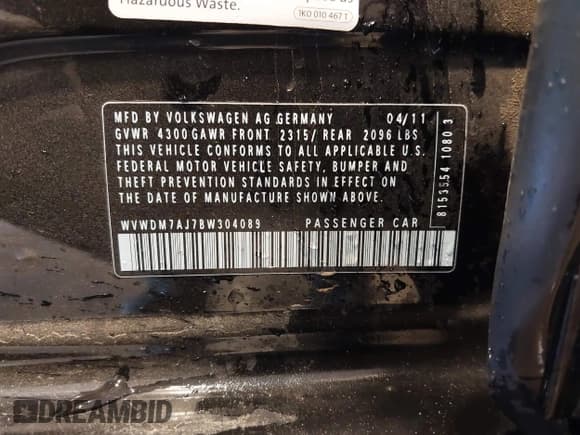 Hazardous Waste.
1K0 010 467 T
MFD BY VOLKSWAGEN AG GERMANY 04/11
GVWR 4300 GAWR FRONT 2315/ REAR 2096 LBS
THIS VEHICLE CONFORMS TO ALL APPLICABLE U.S.
FEDERAL MOTOR VEHICLE SAFETY, BUMPER AND
THEFT PREVENTION STANDARDS IN EFFECT ON
THE DATE OF MANUFACTURE SHOWN ABOVE.
WVWDM7AJ7BW304089 PASSENGER CAR
8153554 1080 3
DREAMBID